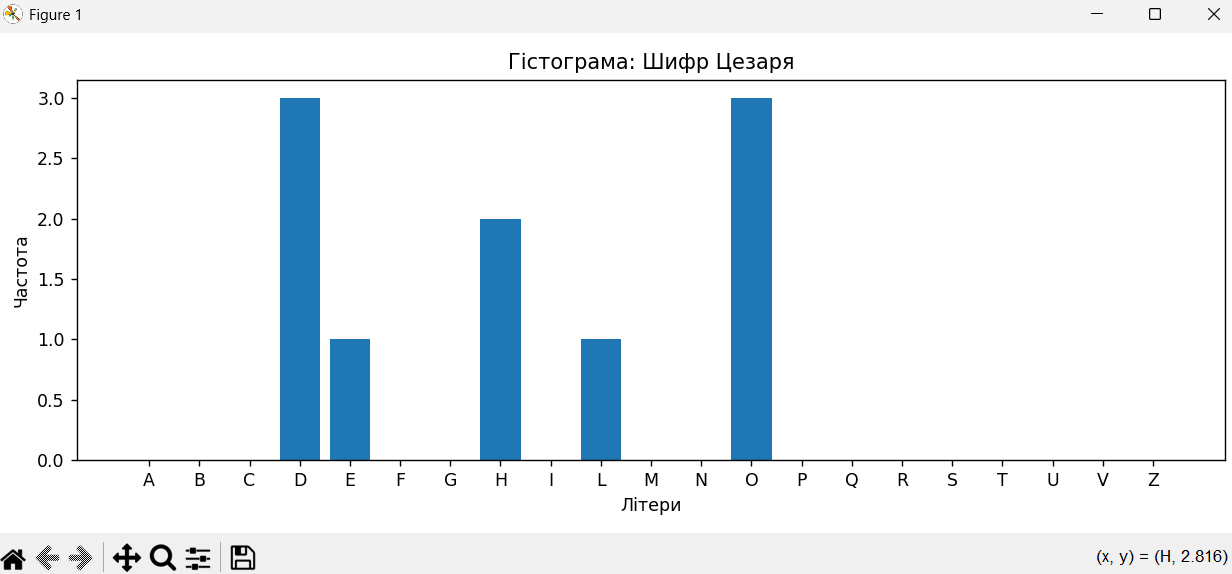 Figure 1
Гістограма: Шифр Цезаря
3.0
2.5
2.0
1.5
1.0
0.5
0.0
Частота
A B C D E F G H I L M N O P Q R S T U V Z
Літери
(x, y) = (H, 2.816)